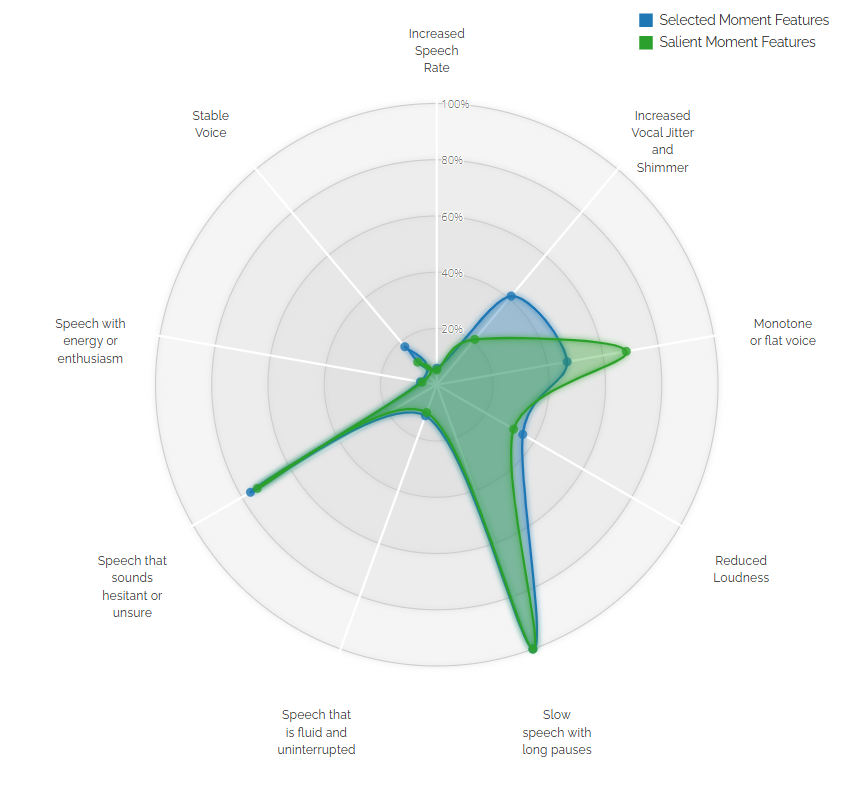 Selected Moment Features
Salient Moment Features
Increased
Speech
Rate
Stable
Voice
Increased
Vocal Jitter
and
Shimmer
100%
80%
60%
40%
20%
Speech with
energy or
enthusiasm
Monotone
or flat voice
Speech that
sounds
hesitant or
unsure
Reduced
Loudness
Speech that
is fluid and
uninterrupted
Slow
speech with
long pauses